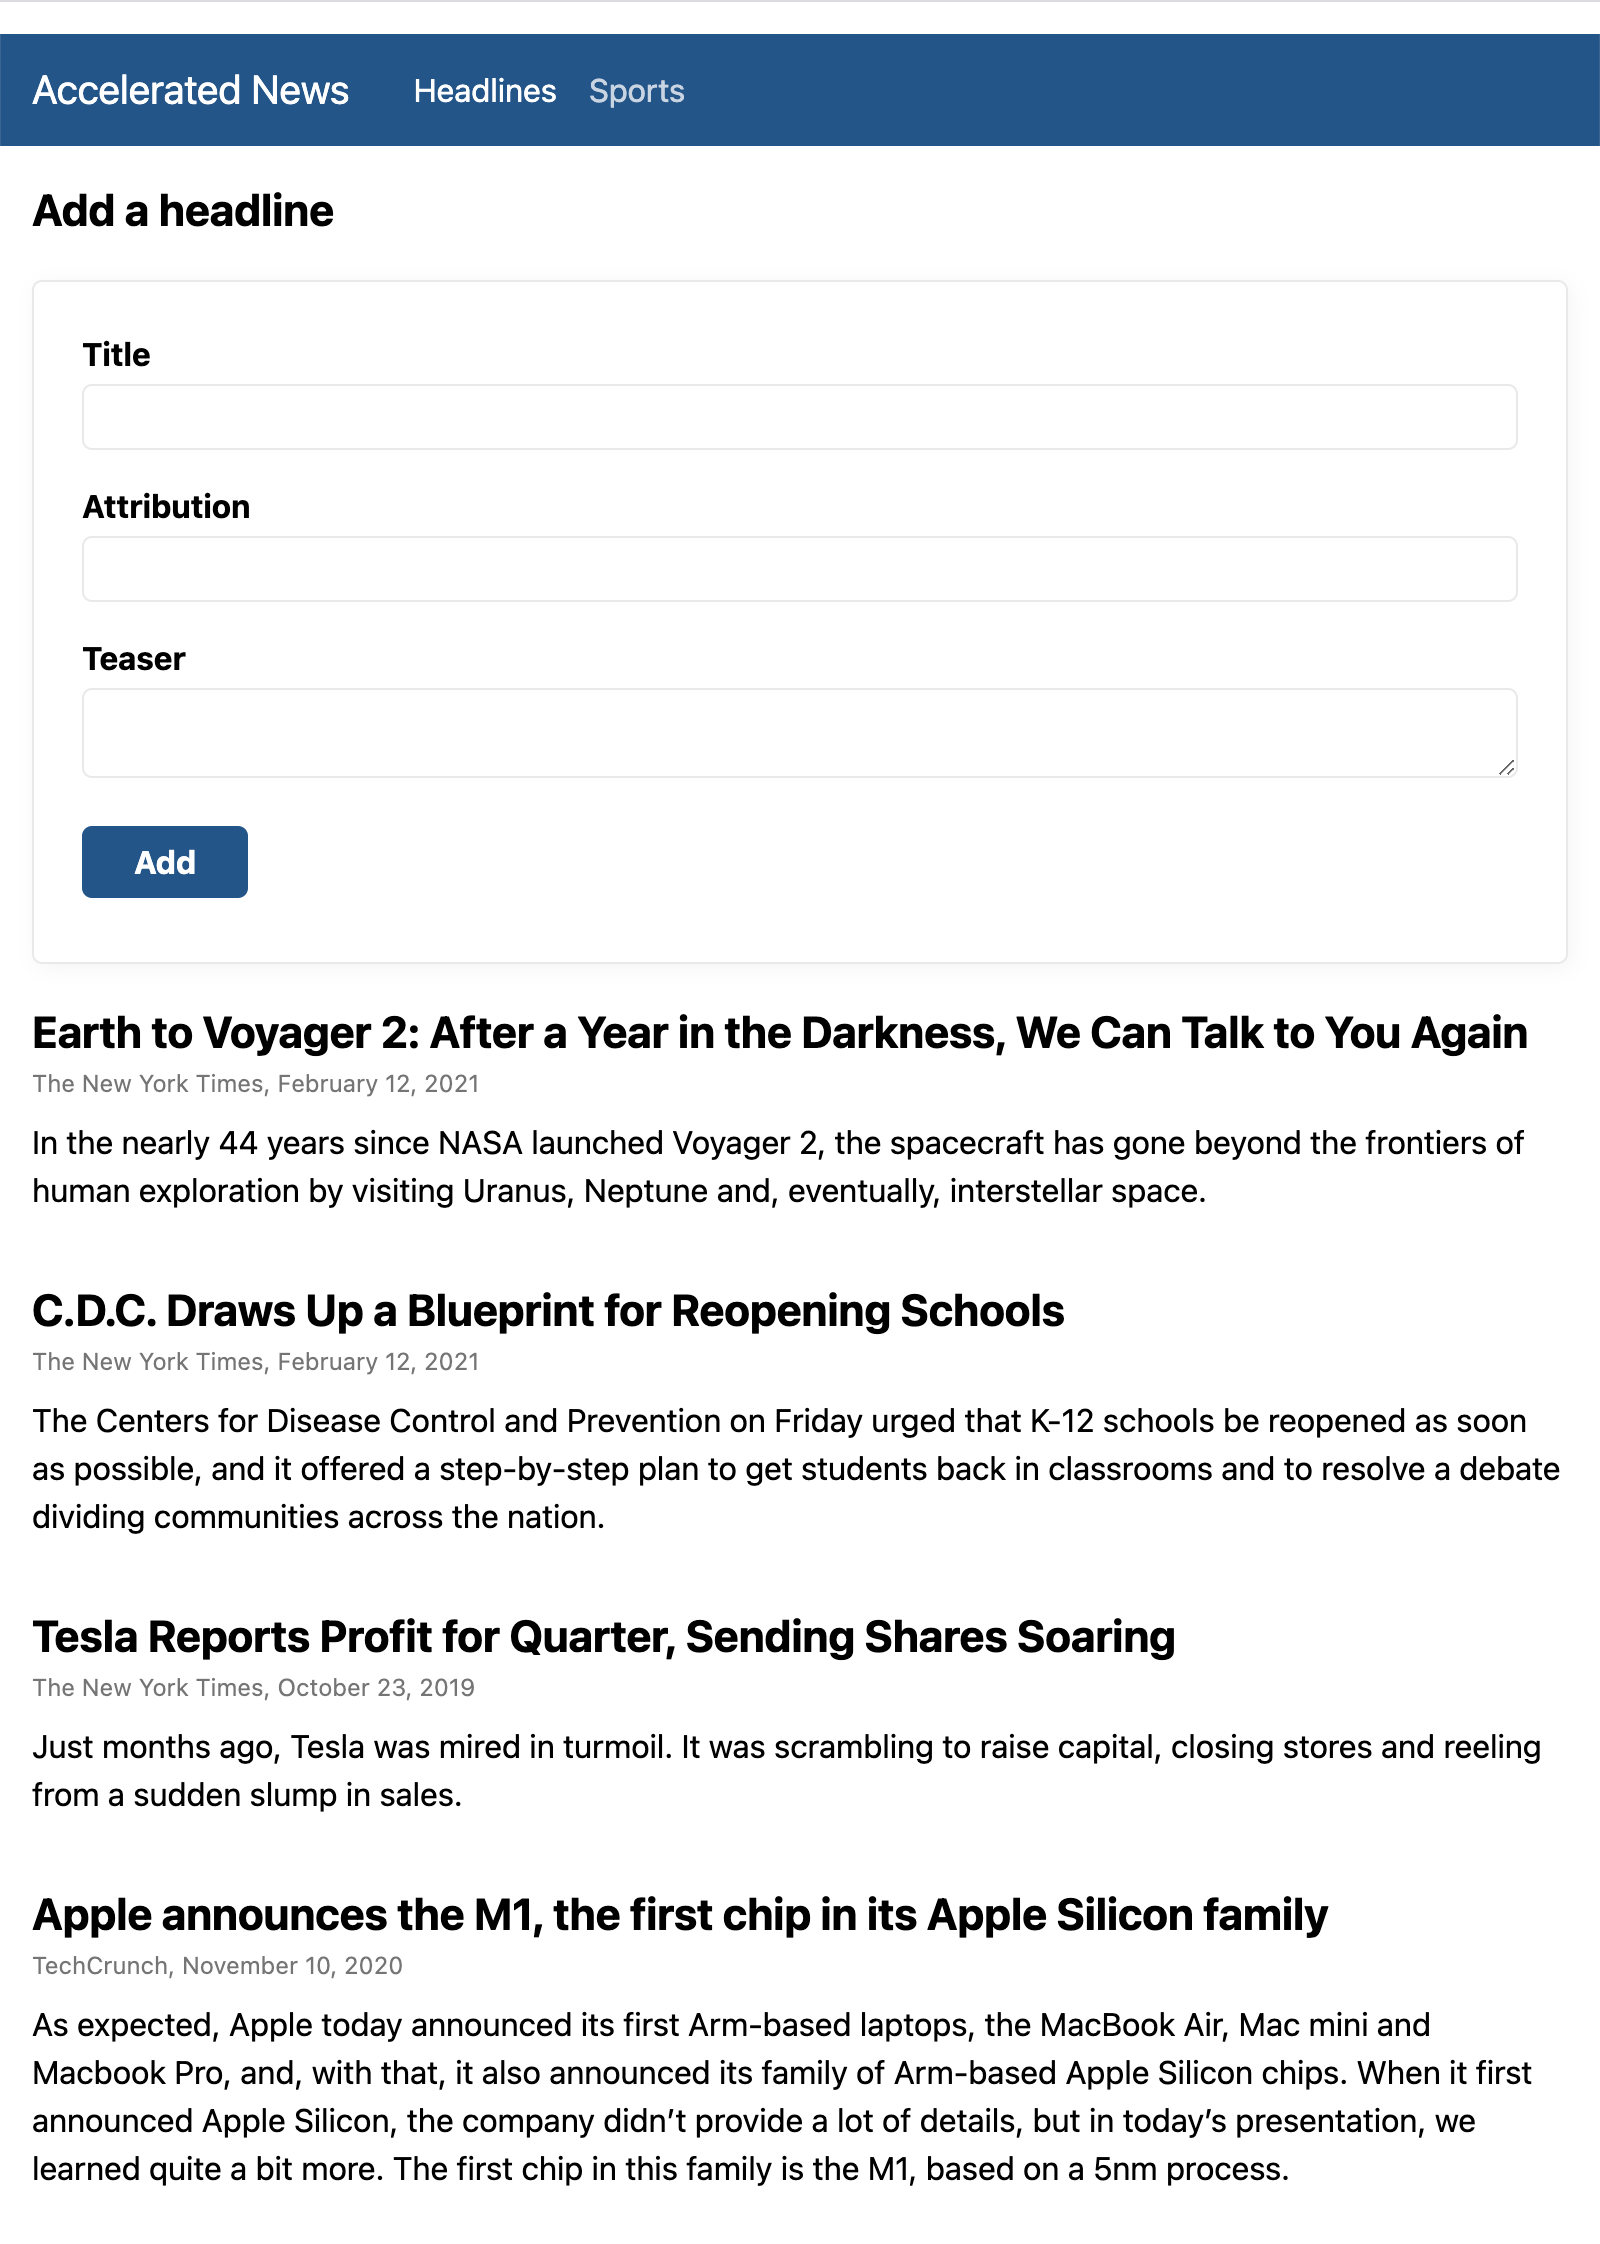 Accelerated News Headlines Sports
Add a headline
Title
Attribution
Teaser
Add
Earth to Voyager 2: After a Year in the Darkness, We Can Talk to You Again
The New York Times, February 12, 2021
In the nearly 44 years since NASA launched Voyager 2, the spacecraft has gone beyond the frontiers of
human exploration by visiting Uranus, Neptune and, eventually, interstellar space.
C.D.C. Draws Up a Blueprint for Reopening Schools
The New York Times, February 12, 2021
The Centers for Disease Control and Prevention on Friday urged that K-12 schools be reopened as soon
as possible, and it offered a step-by-step plan to get students back in classrooms and to resolve a debate
dividing communities across the nation.
Tesla Reports Profit for Quarter, Sending Shares Soaring
The New York Times, October 23, 2019
Just months ago, Tesla was mired in turmoil. It was scrambling to raise capital, closing stores and reeling
from a sudden slump in sales.
Apple announces the M1, the first chip in its Apple Silicon family
TechCrunch, November 10, 2020
As expected, Apple today announced its first Arm-based laptops, the MacBook Air, Mac mini and
Macbook Pro, and, with that, it also announced its family of Arm-based Apple Silicon chips. When it first
announced Apple Silicon, the company didn’t provide a lot of details, but in today’s presentation, we
learned quite a bit more. The first chip in this family is the M1, based on a 5nm process.